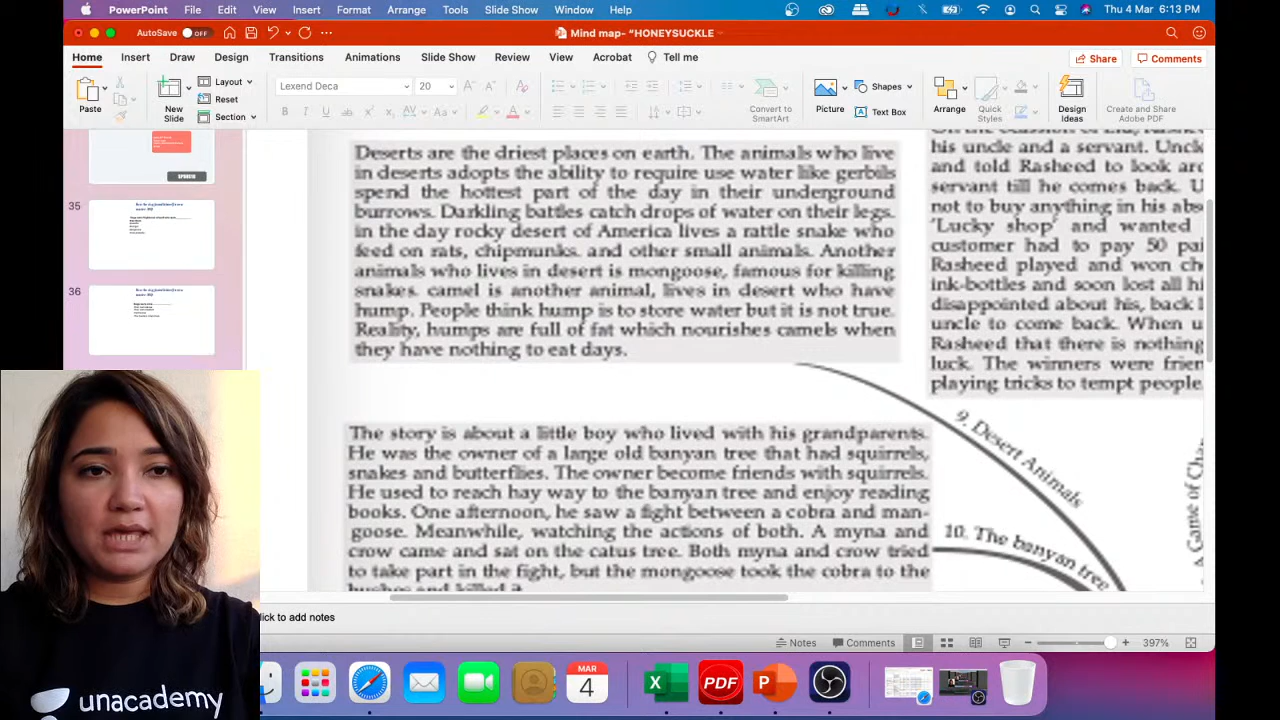 PowerPoint File Edit View Insert Format Arrange Tools Slide Show Window Help Thu 4 Mar 6:13 PM
AutoSave OFF Mind map- “HONEYSUCKLE
Home Insert Draw Design Transitions Animations Slide Show Review View Acrobat Tell me Share Comments
Paste New Slide Layout Reset Section Lexend Deca 20 Convert to SmartArt Picture Shapes Text Box Arrange Quick Styles Design Ideas Create and Share Adobe PDF
35
36
Deserts are the driest places on earth. The animals who live
in deserts adopts the ability to require use water like gerbils
spend the hottest part of the day in their underground
burrows. Darkling battle catch drops of water on their legs.
in the day rocky desert of America lives a rattle snake who
feed on rats, chipmunks. and other small animals. Another
animals who lives in desert is mongoose, famous for killing
snakes. camel is another animal, lives in desert who have
hump. People think hump is to store water but it is not true.
Reality, humps are full of fat which nourishes camels when
they have nothing to eat days.
his uncle and a servant. Uncl
and told Rasheed to look arc
servant till he comes back. U
not to buy anything in his abs
"Lucky shop" and wanted
customer had to pay 50 pai
Rasheed played and won ch
ink-bottles and soon lost all hi
disappointed about his, back l
uncle to come back. When u
Rasheed that there is nothing
luck. The winners were frien
playing tricks to tempt people.
9. Desert Animals
The story is about a little boy who lived with his grandparents.
He was the owner of a large old banyan tree that had squirrels,
snakes and butterflies. The owner become friends with squirrels.
He used to reach hay way to the banyan tree and enjoy reading
books. One afternoon, he saw a fight between a cobra and man-
goose. Meanwhile, watching the actions of both. A myna and
crow came and sat on the catus tree. Both myna and crow tried
to take part in the fight, but the mongoose took the cobra to the
bushes and killed it
10. The banyan tree
A Game of Cha
lick to add notes
Notes Comments 397%
MAR
4
PDF
unacademy